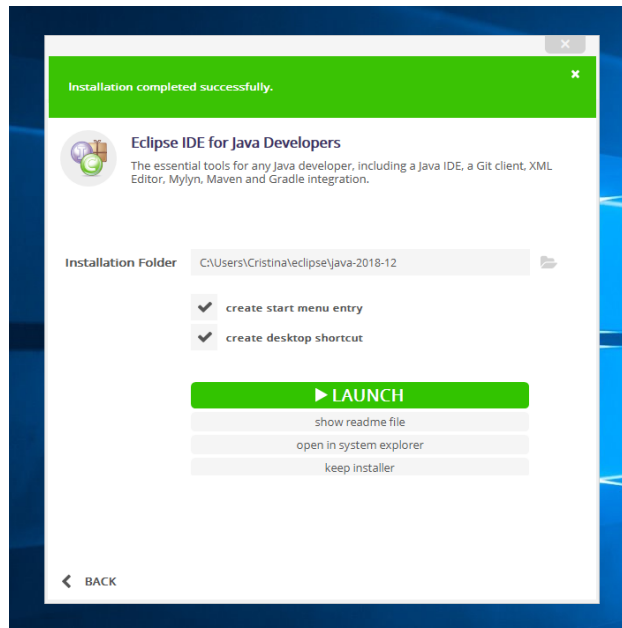 Installation completed successfully.
Eclipse IDE for Java Developers
The essential tools for any Java developer, including a Java IDE, a Git client, XML
Editor, Mylyn, Maven and Gradle integration.
Installation Folder C:\Users\Cristina\eclipse\java-2018-12
create start menu entry
create desktop shortcut
LAUNCH
show readme file
open in system explorer
keep installer
BACK